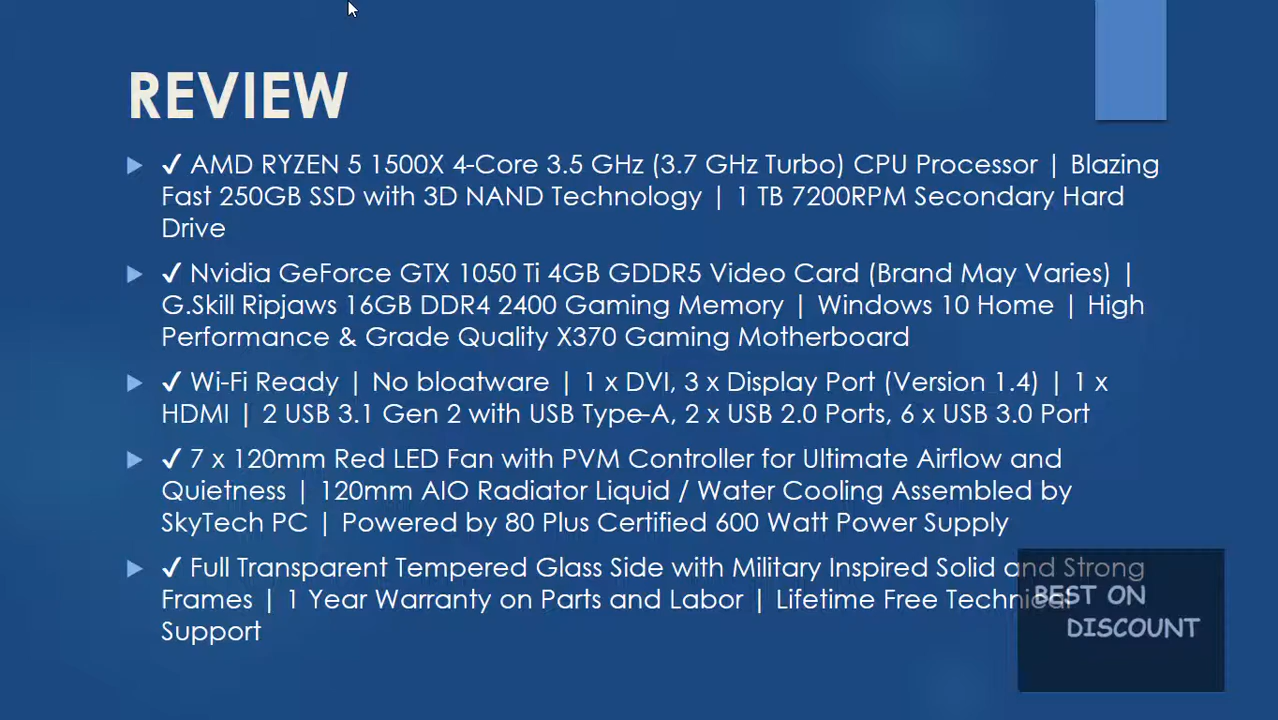 REVIEW
✓ AMD RYZEN 5 1500X 4-Core 3.5 GHz (3.7 GHz Turbo) CPU Processor | Blazing
Fast 250GB SSD with 3D NAND Technology | 1 TB 7200RPM Secondary Hard
Drive
✓ Nvidia GeForce GTX 1050 Ti 4GB GDDR5 Video Card (Brand May Varies) |
G.Skill Ripjaws 16GB DDR4 2400 Gaming Memory | Windows 10 Home | High
Performance & Grade Quality X370 Gaming Motherboard
✓ Wi-Fi Ready | No bloatware | 1 x DVI, 3 x Display Port (Version 1.4) | 1 x
HDMI | 2 USB 3.1 Gen 2 with USB Type-A, 2 x USB 2.0 Ports, 6 x USB 3.0 Port
✓ 7 x 120mm Red LED Fan with PVM Controller for Ultimate Airflow and
Quietness | 120mm AIO Radiator Liquid / Water Cooling Assembled by
SkyTech PC | Powered by 80 Plus Certified 600 Watt Power Supply
✓ Full Transparent Tempered Glass Side with Military Inspired Solid and Strong
Frames | 1 Year Warranty on Parts and Labor | Lifetime Free Technical
Support
BEST ON
DISCOUNT